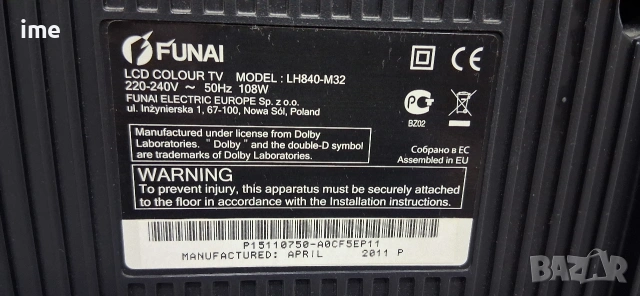 ime
FUNAI
LCD COLOUR TV MODEL: LH840-M32
220-240V ～ 50Hz 108W
FUNAI ELECTRIC EUROPE Sp. z o.o.
ul. Inżynierska 1, 67-100, Nowa Sól, Poland
BZ02
Manufactured under license from Dolby
Laboratories. "Dolby" and the double-D symbol
are trademarks of Dolby Laboratories.
Собрано в ЕС
Assembled in EU
WARNING
To prevent injury, this apparatus must be securely attached
to the floor in accordance with the Installation instructions.
P15110750-A0CF5EP11
MANUFACTURED: APRIL 2011 P
BAZAR